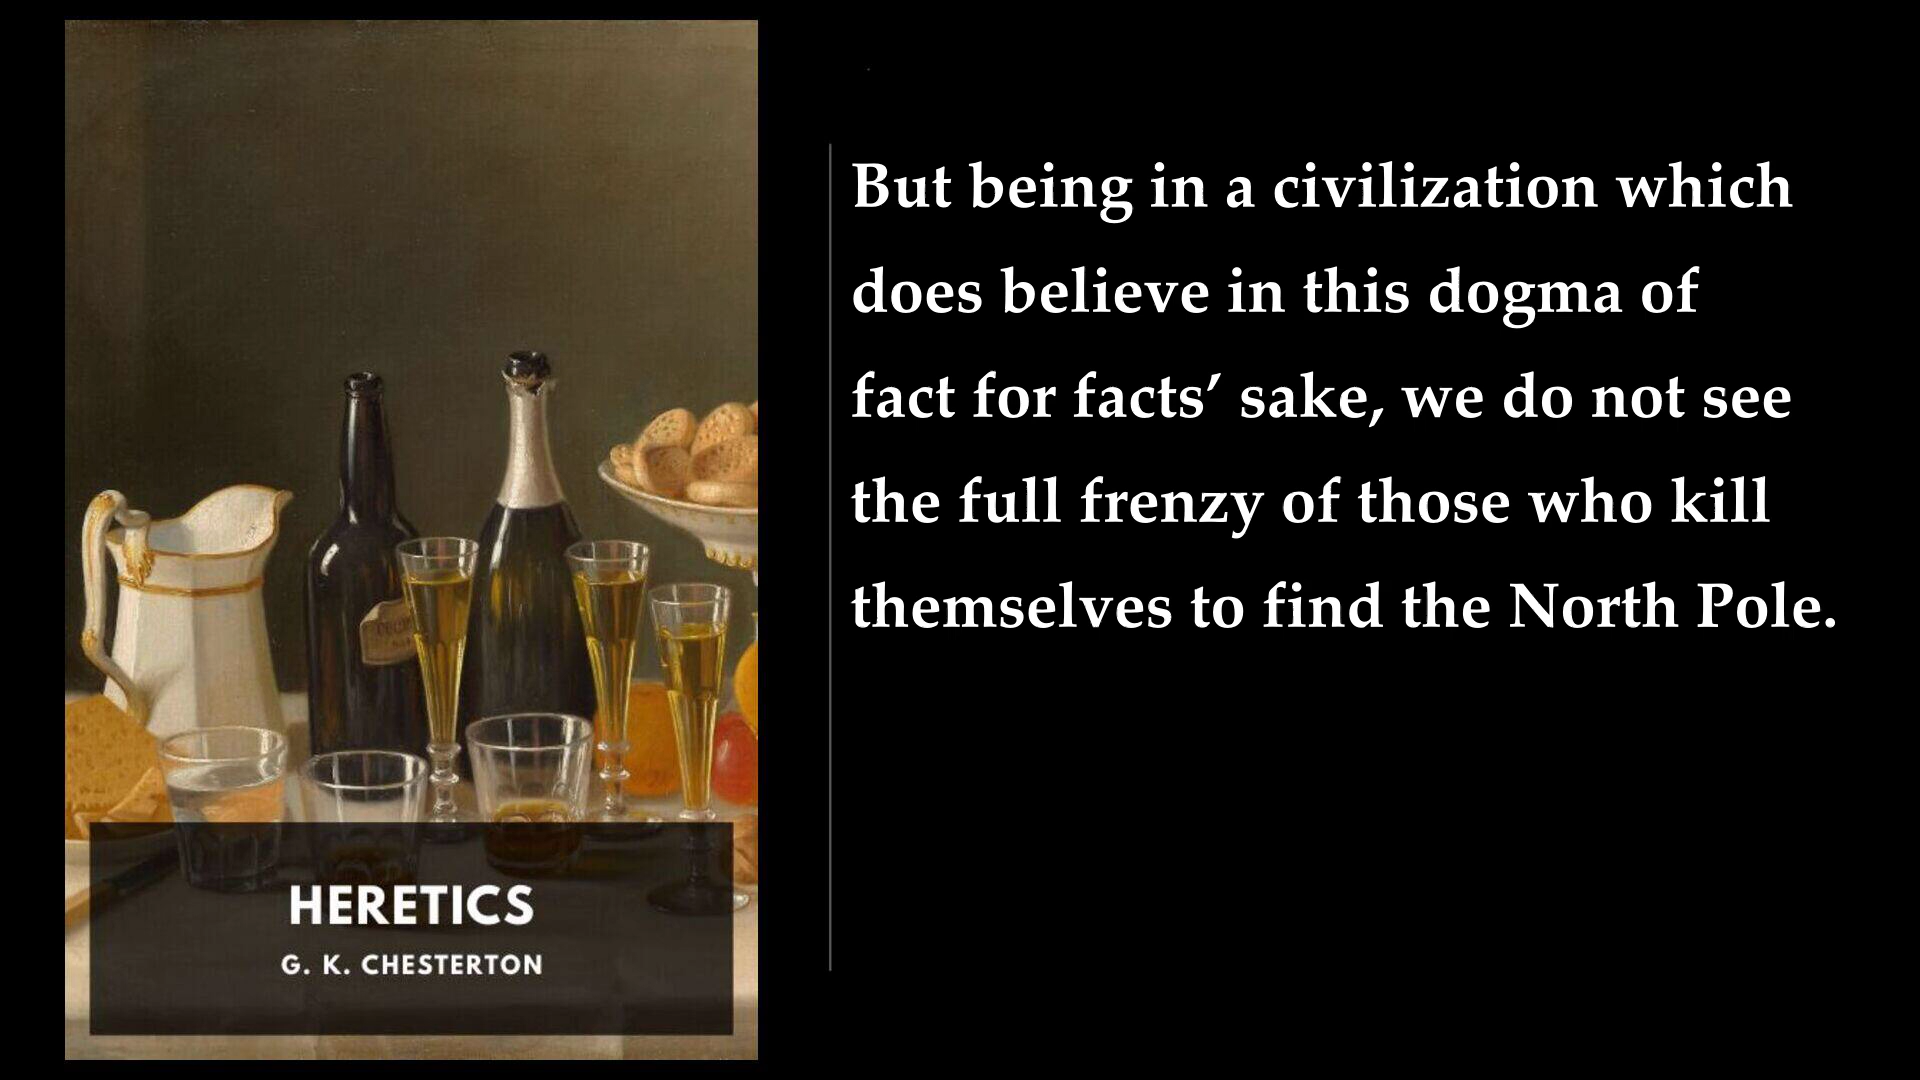 But being in a civilization which
does believe in this dogma of
fact for facts’ sake, we do not see
the full frenzy of those who kill
themselves to find the North Pole.
HERETICS
G. K. CHESTERTON